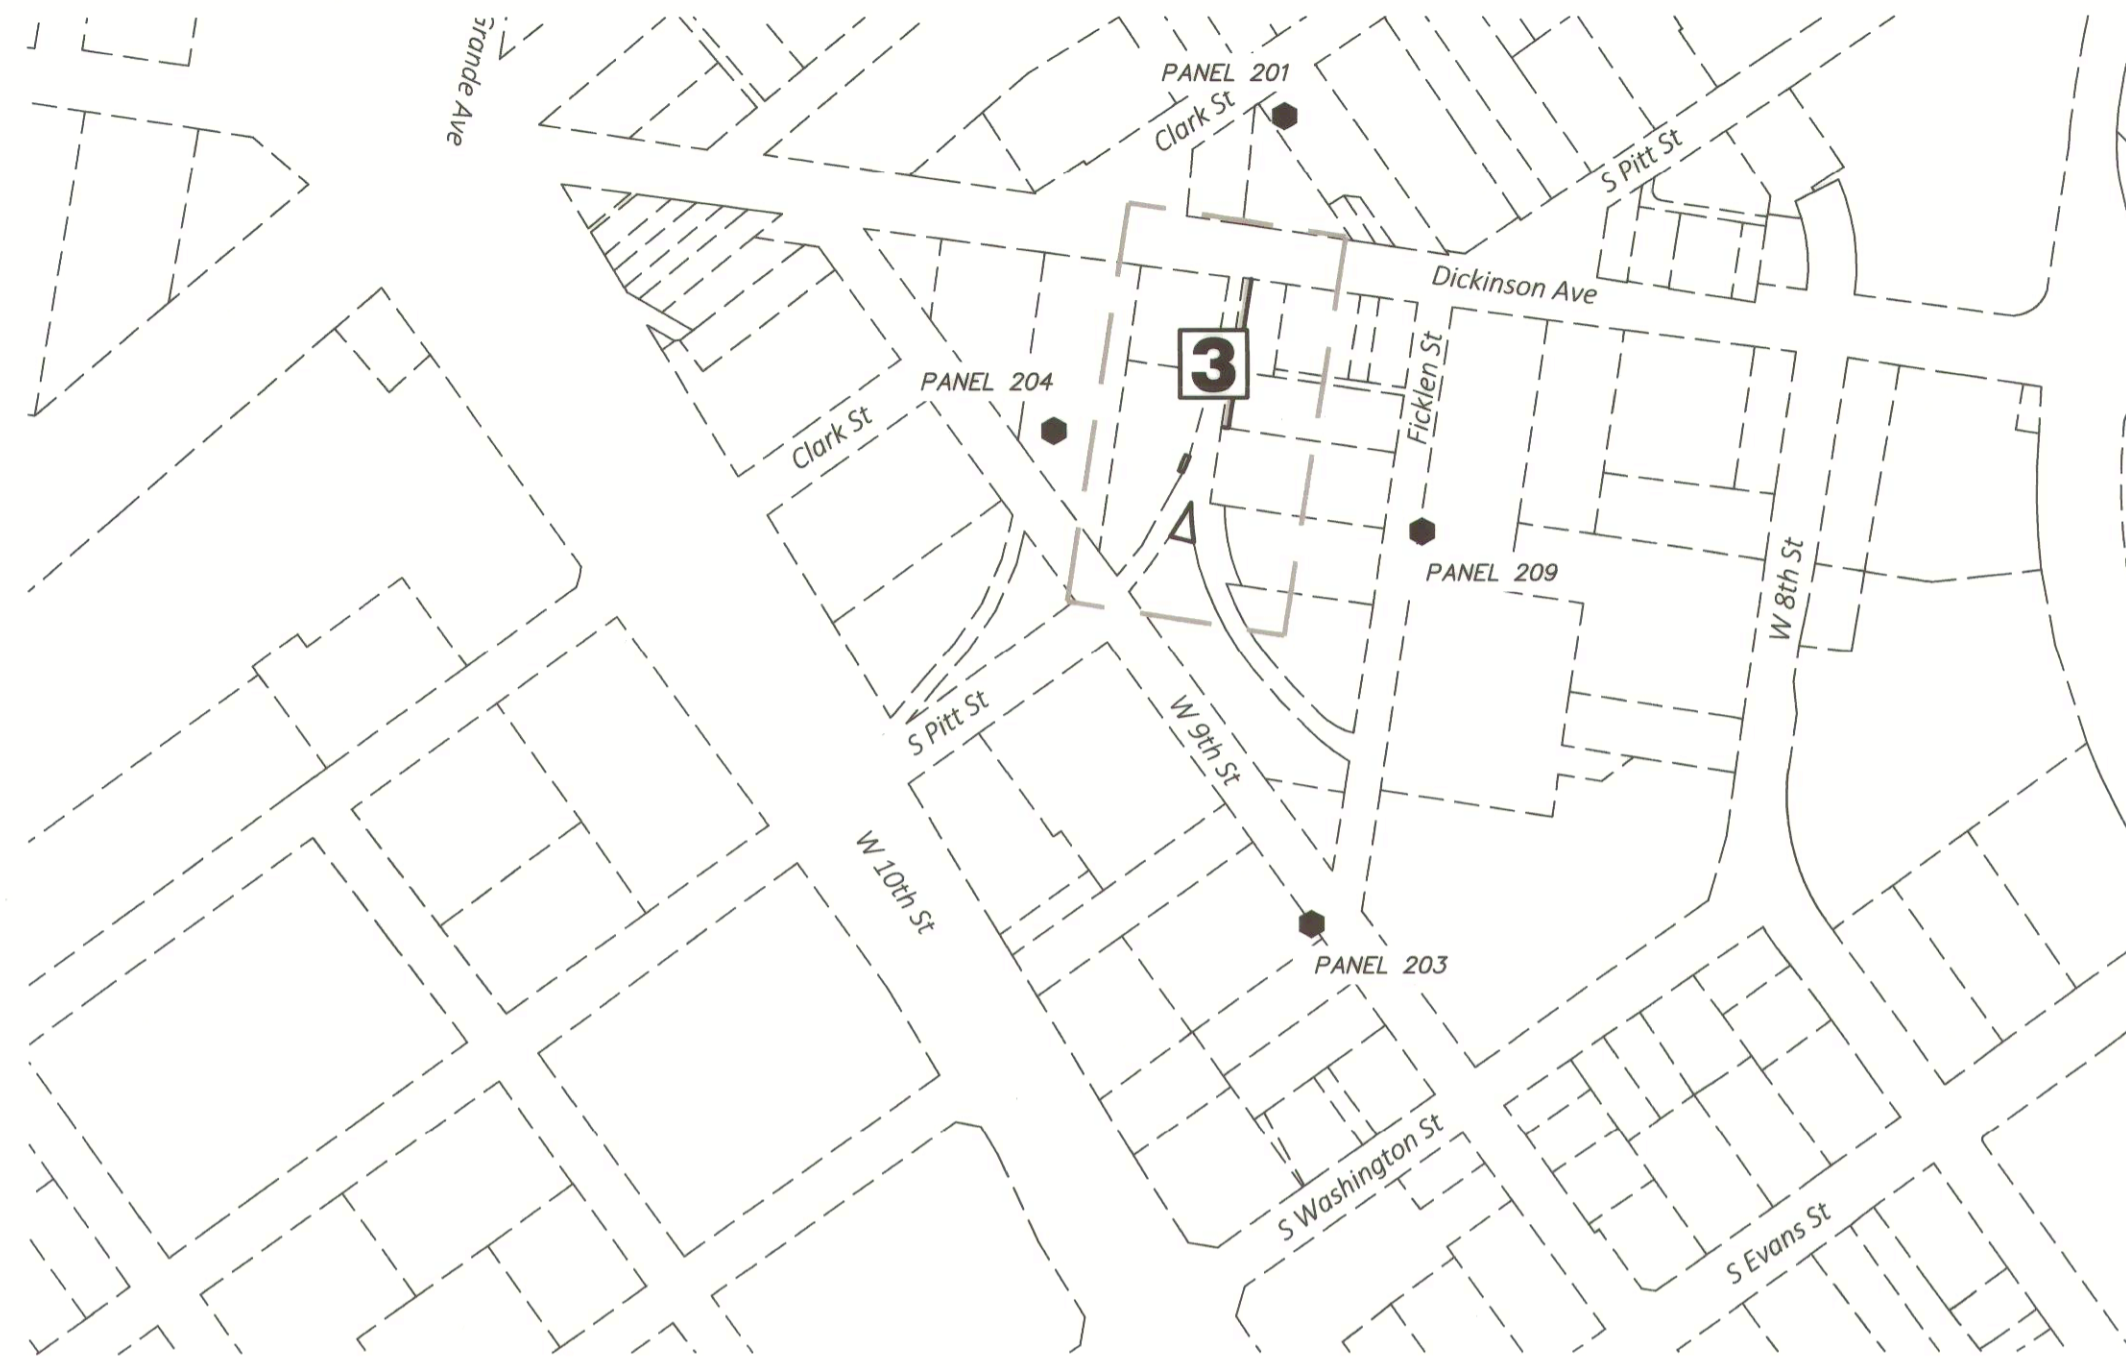 Grande Ave
PANEL 201
Clark St
S Pitt St
Dickinson Ave
3
Ficklen St
PANEL 204
Clark St
PANEL 209
W 8th St
S Pitt St
W 9th St
W 10th St
PANEL 203
S Washington St
S Evans St